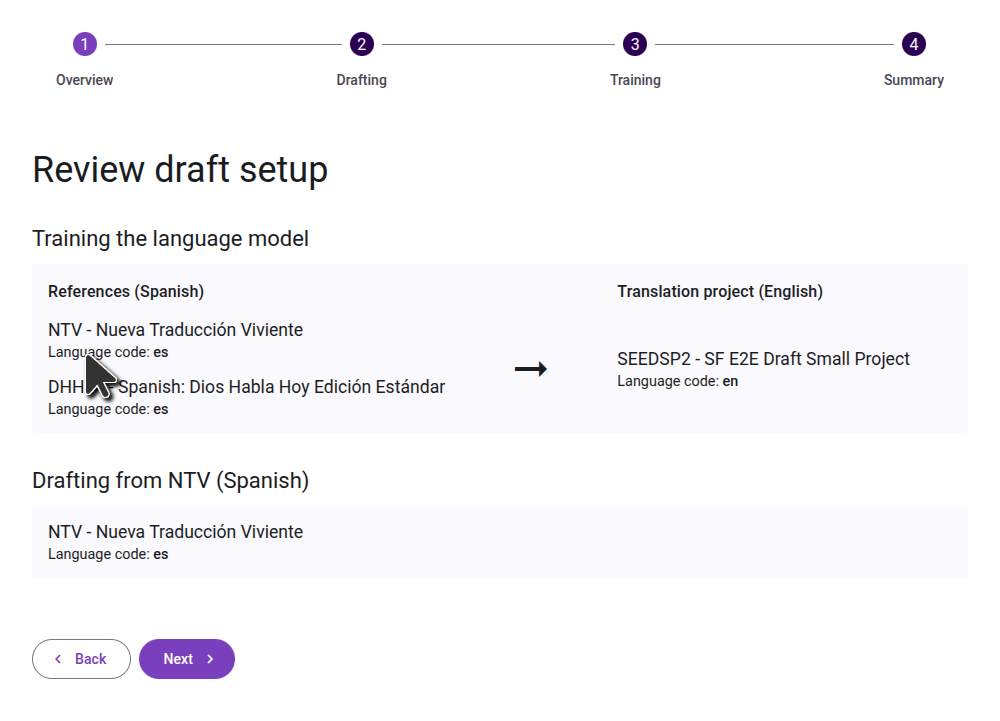 1
2
3
4
Overview
Drafting
Training
Summary
Review draft setup
Training the language model
References (Spanish)
NTV - Nueva Traducción Viviente
Language code: es
DHH Spanish: Dios Habla Hoy Edición Estándar
Language code: es
Translation project (English)
SEEDSP2 - SF E2E Draft Small Project
Language code: en
Drafting from NTV (Spanish)
NTV - Nueva Traducción Viviente
Language code: es
Back
Next